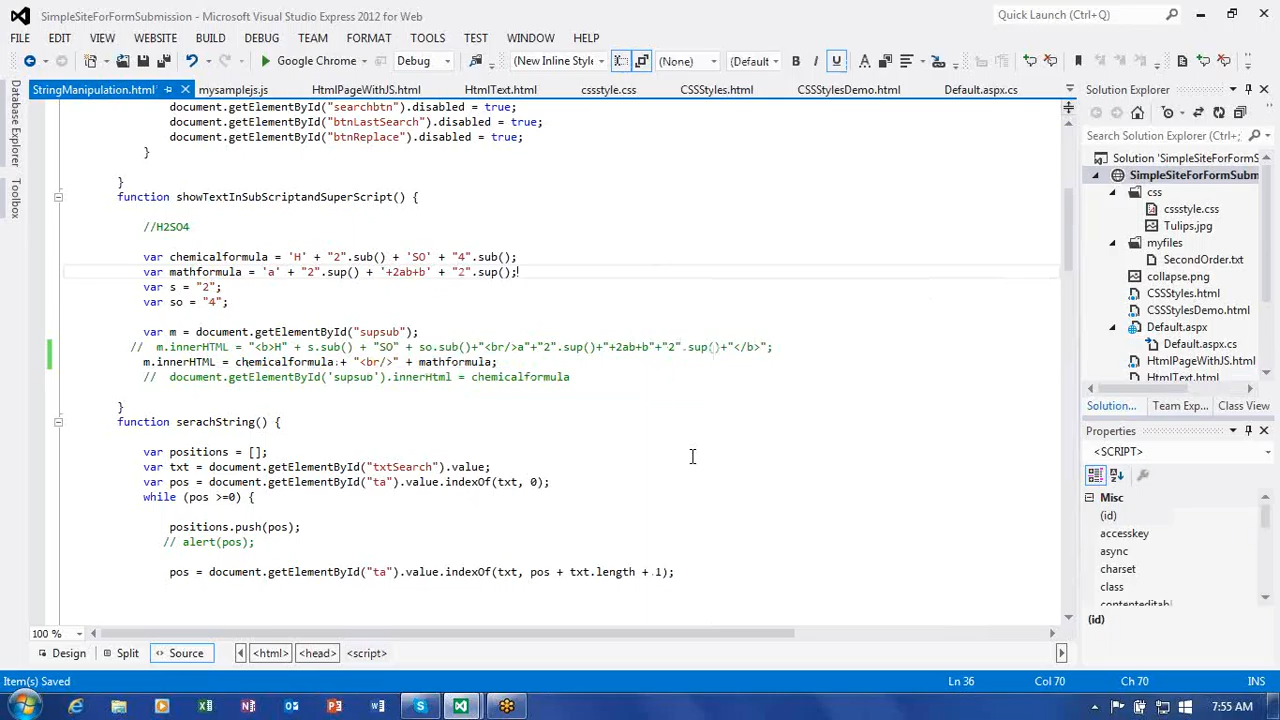 SimpleSiteForFormSubmission - Microsoft Visual Studio Express 2012 for Web
Quick Launch (Ctrl+Q)
FILE EDIT VIEW WEBSITE BUILD DEBUG TEAM FORMAT TOOLS TEST WINDOW HELP
Google Chrome Debug (New Inline Style (None) (Default B I U A
StringManipulation.html mysamplejs.js HtmlPageWithJS.html HtmlText.html cssstyle.css CSSStyles.html CSSStylesDemo.html Default.aspx.cs
Database Explorer
Toolbox
document.getElementById("searchbtn").disabled = true;
document.getElementById("btnLastSearch").disabled = true;
document.getElementById("btnReplace").disabled = true;
}
}
function showTextInSubScriptandSuperScript() {
//H2SO4
var chemicalformula = 'H' + "2".sub() + 'SO' + "4".sub();
var mathformula = 'a' + "2".sup() + '+2ab+b' + "2".sup();
var s = "2";
var so = "4";
var m = document.getElementById("supsub");
// m.innerHTML = "<b>H" + s.sub() + "SO" + so.sub()+"<br/>a"+"2".sup()+"+2ab+b"+"2".sup()+"</b>";
m.innerHTML = chemicalformula + "<br/>" + mathformula;
// document.getElementById('supsup').innerHtml = chemicalformula
}
function serachString() {
var positions = [];
var txt = document.getElementById("txtSearch").value;
var pos = document.getElementById("ta").value.indexOf(txt, 0);
while (pos >=0) {
positions.push(pos);
// alert(pos);
pos = document.getElementById("ta").value.indexOf(txt, pos + txt.length + 1);
100 %
Design Split Source <html> <head> <script>
Solution Explorer
Search Solution Explorer (Ctrl+;
Solution 'SimpleSiteForFormS
SimpleSiteForFormSubm
css
cssstyle.css
Tulips.jpg
myfiles
SecondOrder.txt
collapse.png
CSSStyles.html
CSSStylesDemo.html
Default.aspx
Default.aspx.cs
HtmlPageWithJS.html
HtmlText.html
Solution... Team Exp... Class View
Properties
<SCRIPT>
Misc
(id)
accesskey
async
charset
class
contenteditab
(id)
Item(s) Saved Ln 36 Col 70 Ch 70 INS
7:55 AM